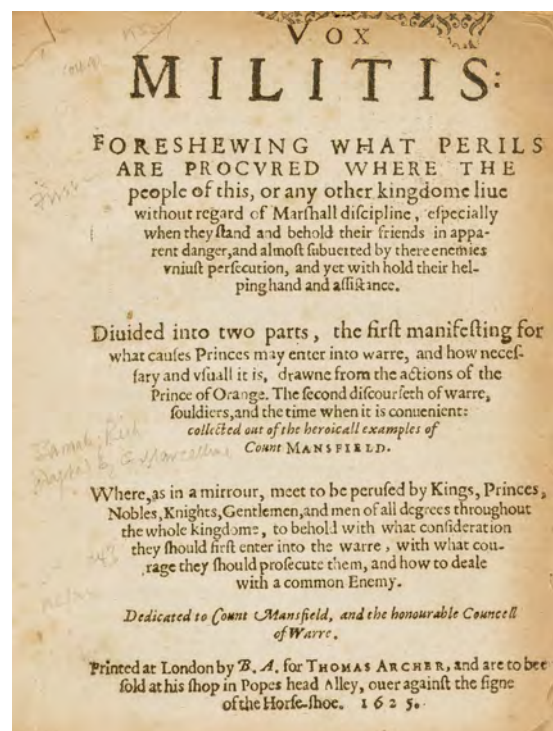 VOX
MILITIS:
FORESHEWING WHAT PERILS
ARE PROCVRED WHERE THE
people of this, or any other kingdome liue
without regard of Marſhall diſcipline, eſpecially
when they ſtand and behold their friends in appa-
rent danger, and almoſt ſubuerted by there enemies
vniuſt perſecution, and yet with hold their hel-
ping hand and aſſiſtance.
Diuided into two parts, the firſt manifeſting for
what cauſes Princes may enter into warre, and how neceſ-
ſary and vſuall it is, drawne from the actions of the
Prince of Orange. The ſecond diſcourſeth of warre,
ſouldiers, and the time when it is conuenient:
collected out of the heroicall examples of
Count MANSFIELD.
Where, as in a mirrour, meet to be peruſed by Kings, Princes,
Nobles, Knights, Gentlemen, and men of all degrees throughout
the whole kingdome, to behold with what conſideration
they ſhould firſt enter into the warre, with what cou-
rage they ſhould proſecute them, and how to deale
with a common Enemy.
Dedicated to Count Mansfield, and the honourable Councell
of Warre.
Printed at London by B. A. for THOMAS ARCHER, and are to bee
ſold at his ſhop in Popes head Alley, ouer againſt the ſigne
of the Horſe-ſhoe. 1625.